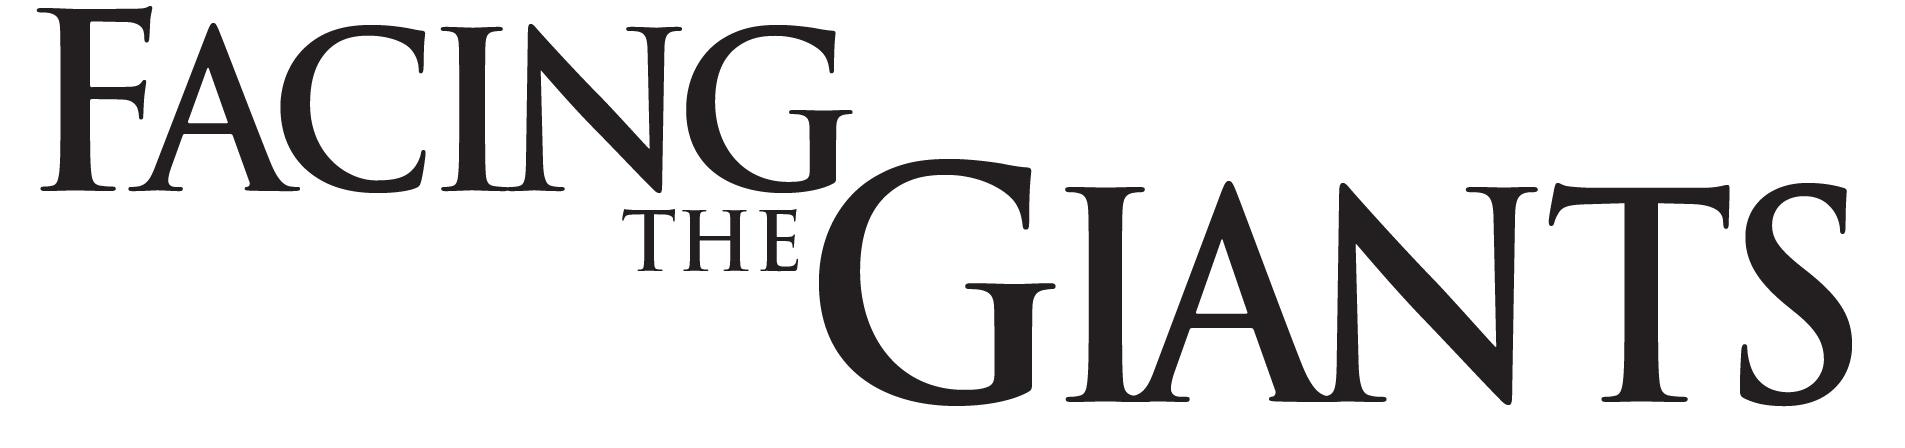 FACING
THE
GIANTS